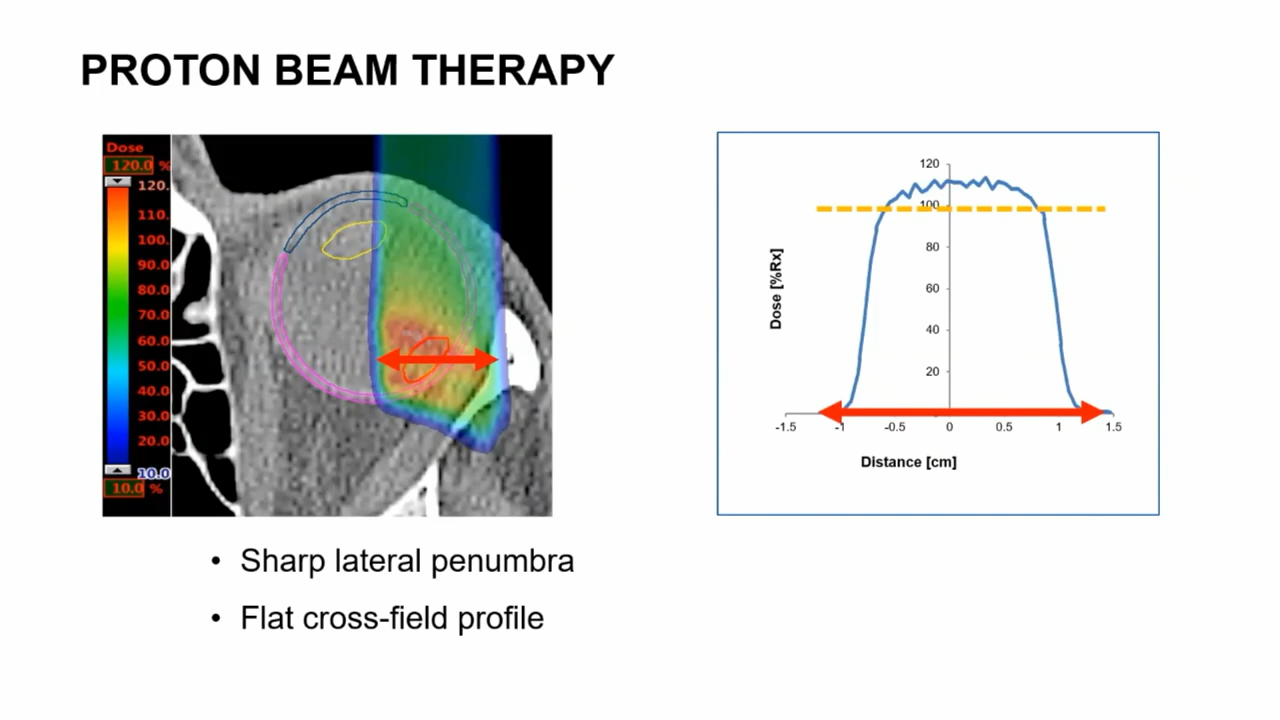 PROTON BEAM THERAPY
Dose
120.0 %
120.
110.
100.
90.0
80.0
70.0
60.0
50.0
40.0
30.0
20.0
10.0
10.0 %
120
100
80
60
40
20
-1.5 -1 -0.5 0 0.5 1 1.5
Dose [%Rx]
Distance [cm]
• Sharp lateral penumbra
• Flat cross-field profile